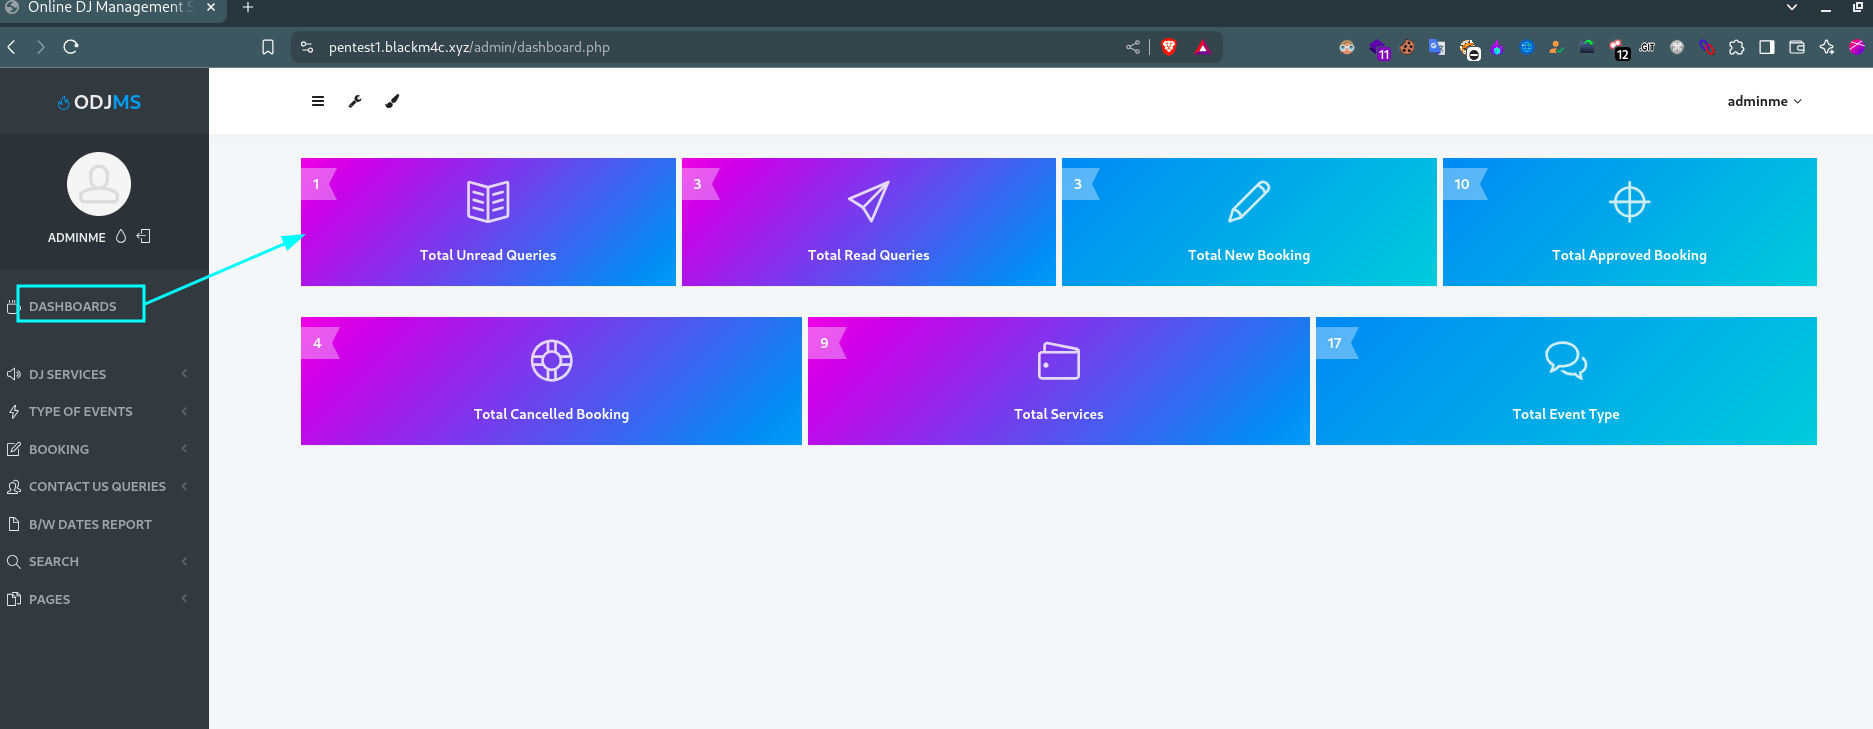 Online DJ Management S
pentest1.blackm4c.xyz/admin/dashboard.php
11
12
.GIT
ODJMS
adminme
ADMINME
DASHBOARDS
DJ SERVICES
TYPE OF EVENTS
BOOKING
CONTACT US QUERIES
B/W DATES REPORT
SEARCH
PAGES
1
Total Unread Queries
3
Total Read Queries
3
Total New Booking
10
Total Approved Booking
4
Total Cancelled Booking
9
Total Services
17
Total Event Type